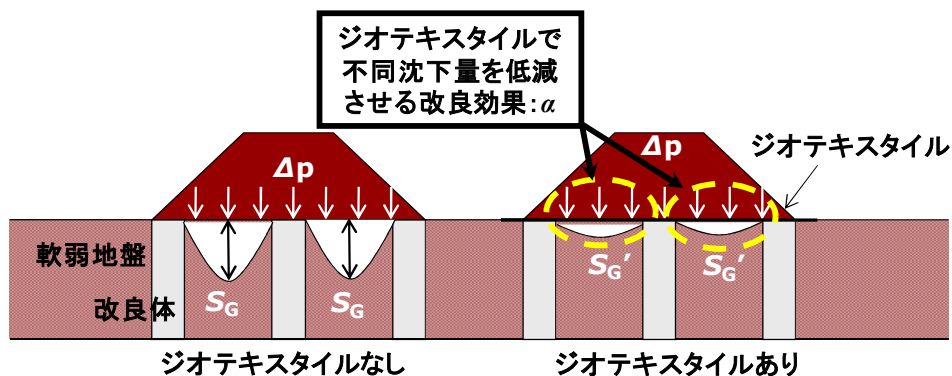 ジオテキスタイルで
不同沈下量を低減
させる改良効果:α
Δp
軟弱地盤
改良体
SG
SG
ジオテキスタイルなし
Δp
ジオテキスタイル
SG′
SG′
ジオテキスタイルあり